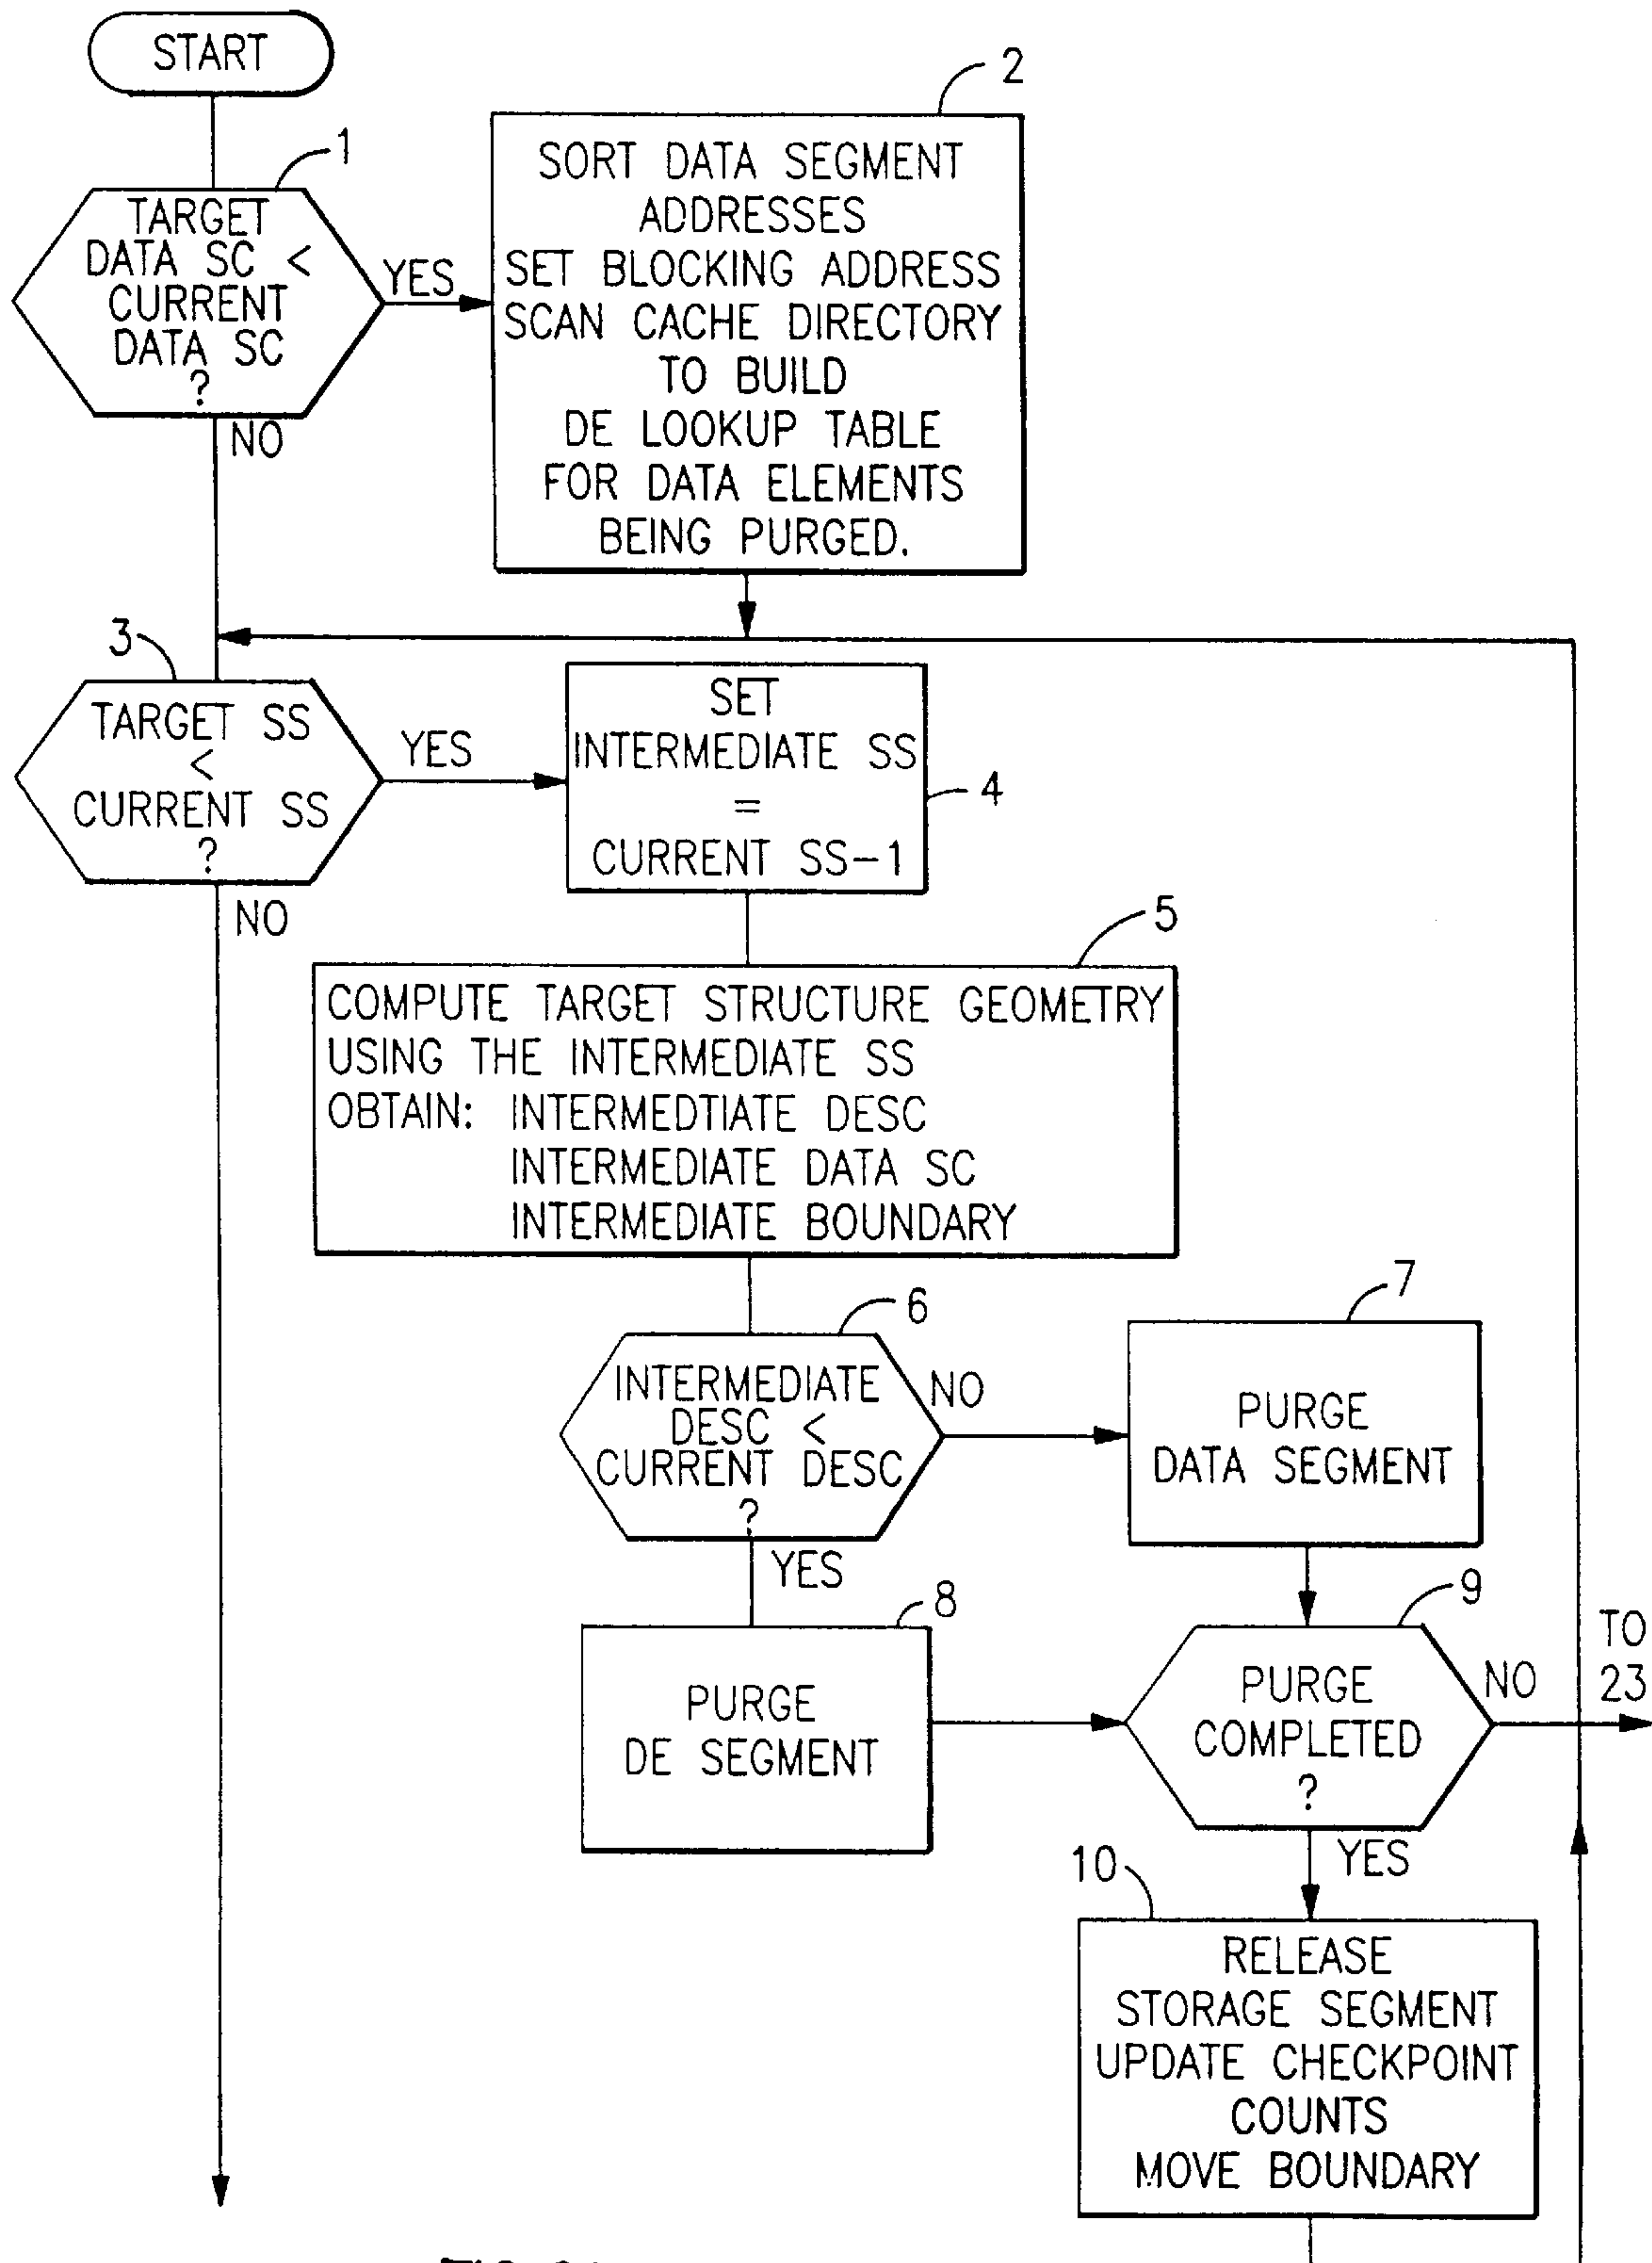 START
1
TARGET
DATA SC <
CURRENT
DATA SC
?
YES
NO
2
SORT DATA SEGMENT
ADDRESSES
SET BLOCKING ADDRESS
SCAN CACHE DIRECTORY
TO BUILD
DE LOOKUP TABLE
FOR DATA ELEMENTS
BEING PURGED.
3
TARGET SS
<
CURRENT SS
?
YES
NO
SET
INTERMEDIATE SS
=
CURRENT SS-1
4
5
COMPUTE TARGET STRUCTURE GEOMETRY
USING THE INTERMEDIATE SS
OBTAIN: INTERMEDTIATE DESC
INTERMEDIATE DATA SC
INTERMEDIATE BOUNDARY
6
INTERMEDIATE
DESC <
CURRENT DESC
?
NO
YES
7
PURGE
DATA SEGMENT
8
PURGE
DE SEGMENT
9
PURGE
COMPLETED
?
NO
TO
23
YES
10
RELEASE
STORAGE SEGMENT
UPDATE CHECKPOINT
COUNTS
MOVE BOUNDARY